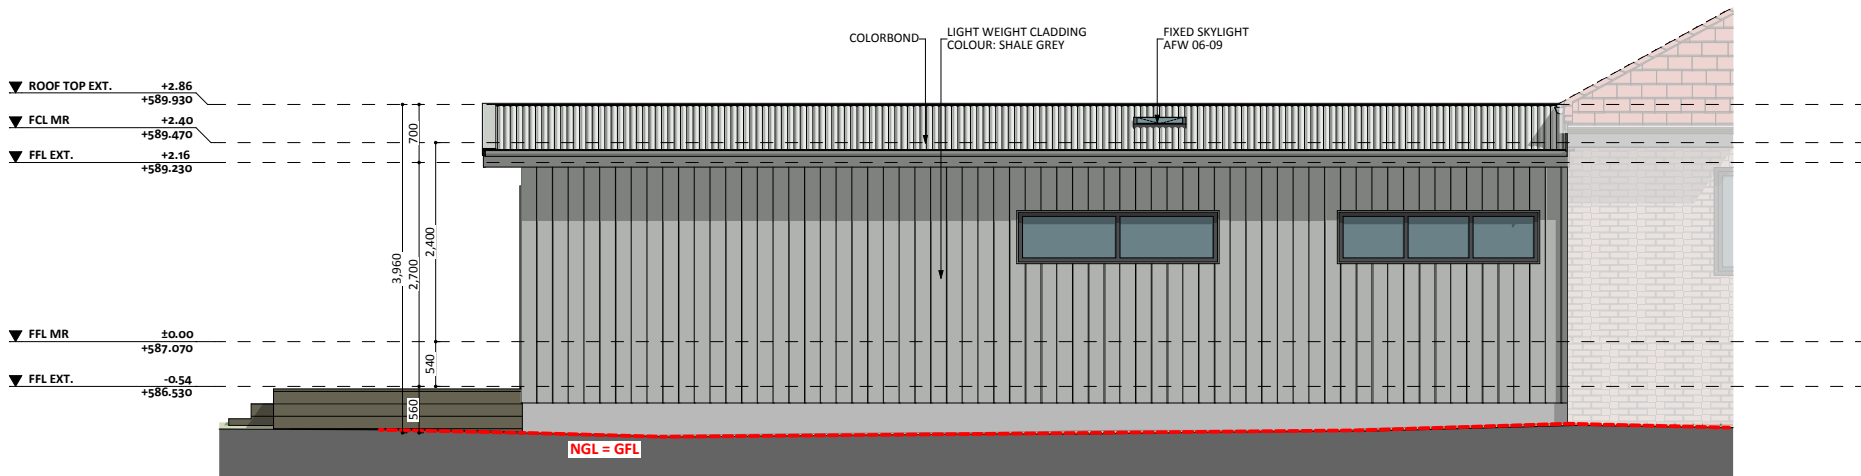 COLORBOND
LIGHT WEIGHT CLADDING
COLOUR: SHALE GREY
FIXED SKYLIGHT
AFW 06-09
ROOF TOP EXT. +2.86
+589.930
FCL MR +2.40
+589.470
FFL EXT. +2.16
+589.230
FFL MR ±0.00
+587.070
FFL EXT. -0.54
+586.530
3,960
700
2,700
560
2,400
540
NGL = GFL